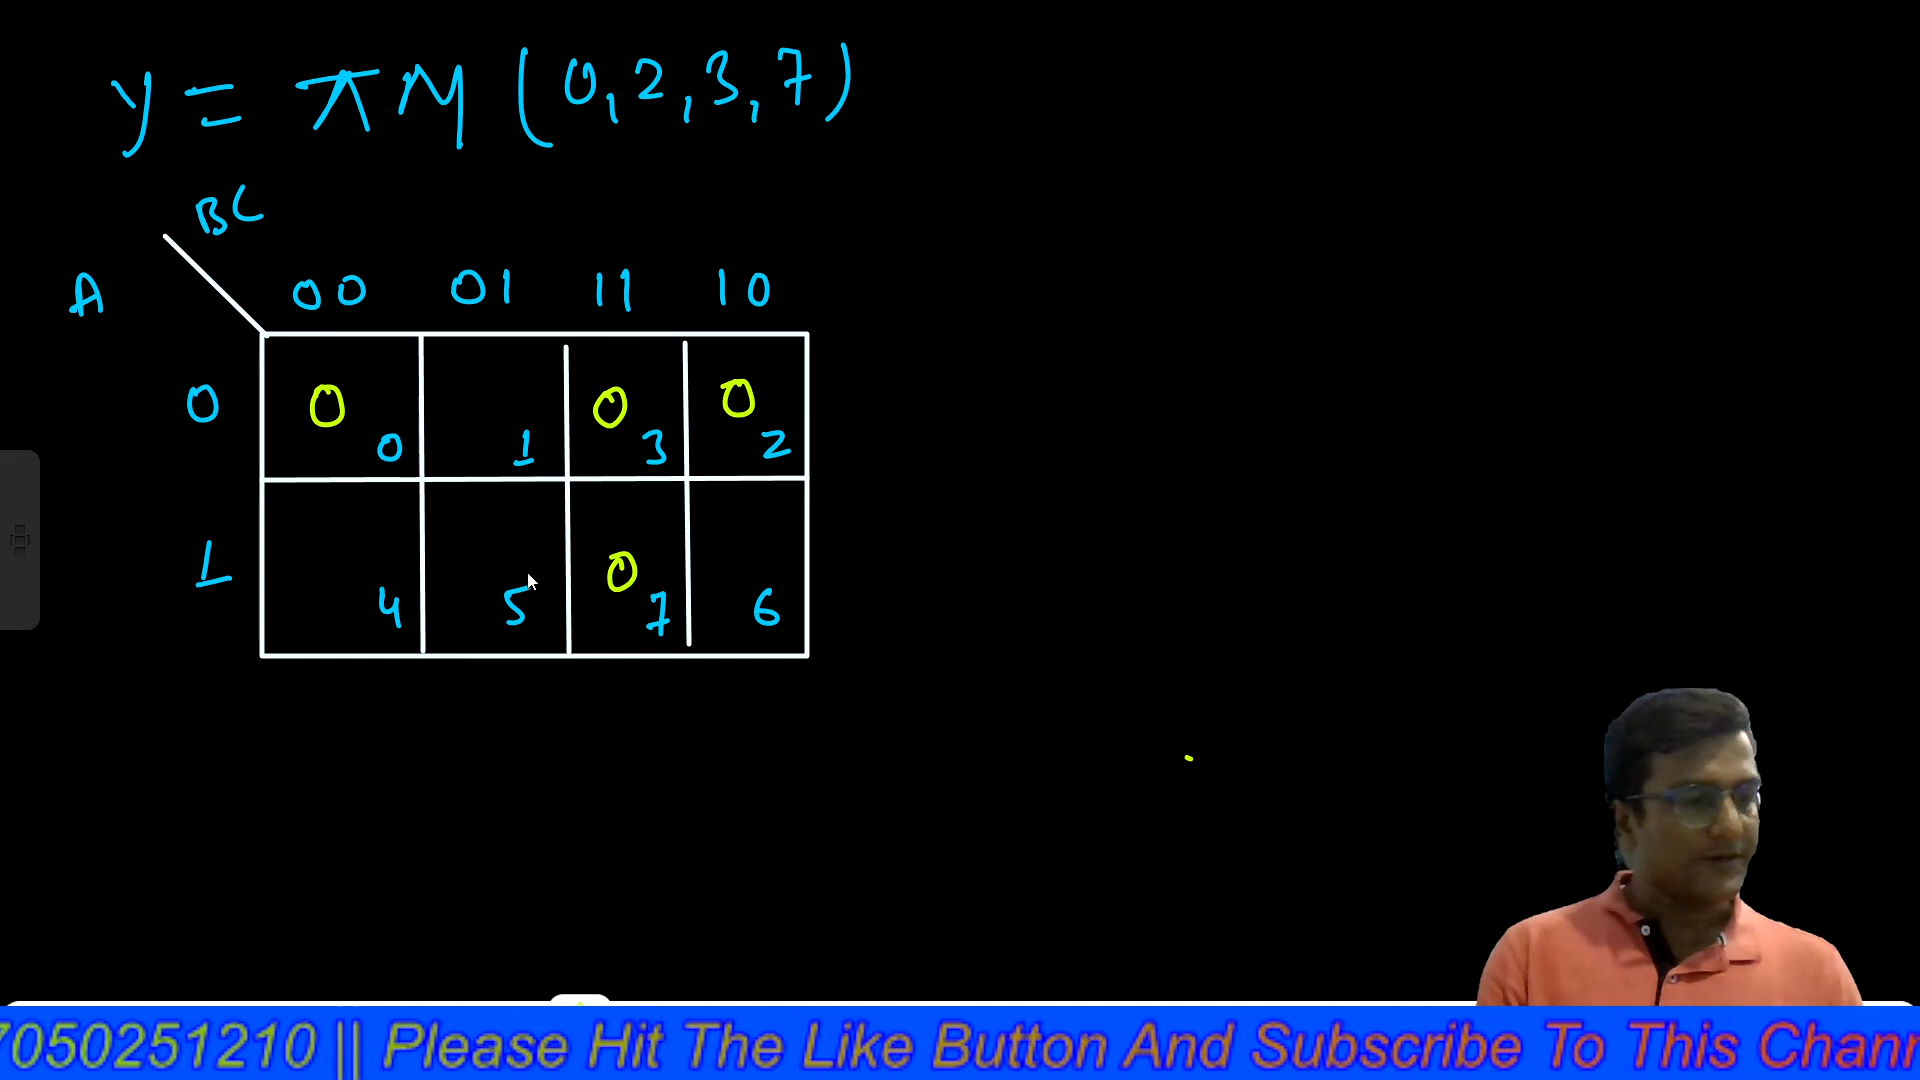 y = πM (0,2,3,7)
BC
A 00 01 11 10
0 0 0 1 0 3 0 2
1 4 5 0 7 6
7050251210 || Please Hit The Like Button And Subscribe To This Chann